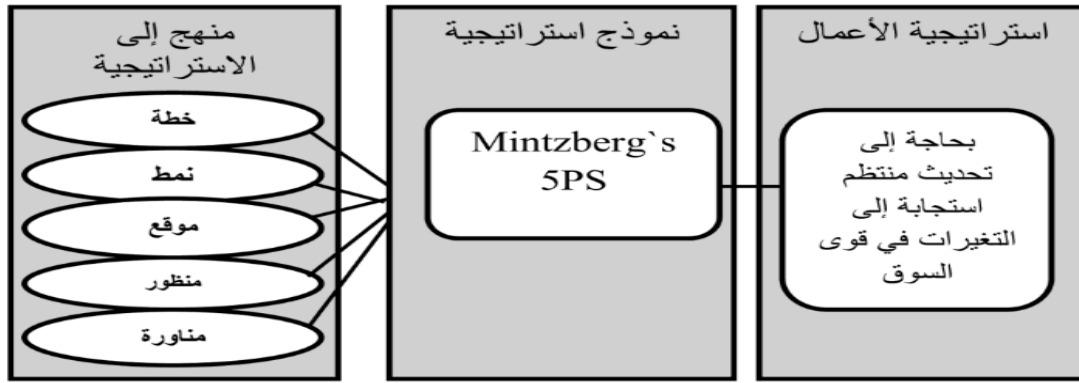 استراتيجية الأعمال
بحاجة إلى
تحديث منتظم
استجابة إلى
التغيرات في قوى
السوق
نموذج استراتيجية
Mintzberg`s
5PS
منهج إلى
الاستراتيجية
خطة
نمط
موقع
منظور
مناورة